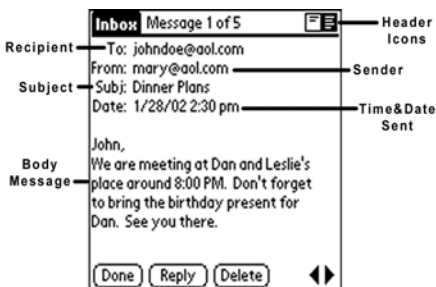 Inbox Message 1 of 5
Header Icons
Recipient To: johndoe@aol.com
From: mary@aol.com Sender
Subject Subj: Dinner Plans
Date: 1/28/02 2:30 pm Time&Date Sent
John,
Body Message
We are meeting at Dan and Leslie's
place around 8:00 PM. Don't forget
to bring the birthday present for
Dan. See you there.
Done Reply Delete